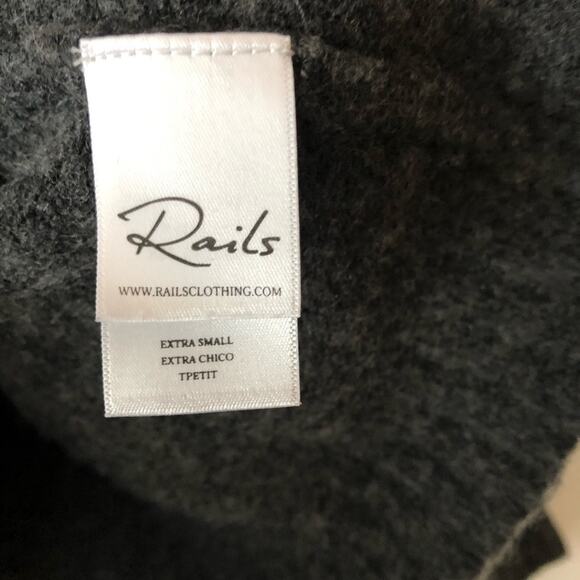 Rails
WWW.RAILSCLOTHING.COM
EXTRA SMALL
EXTRA CHICO
TPETIT